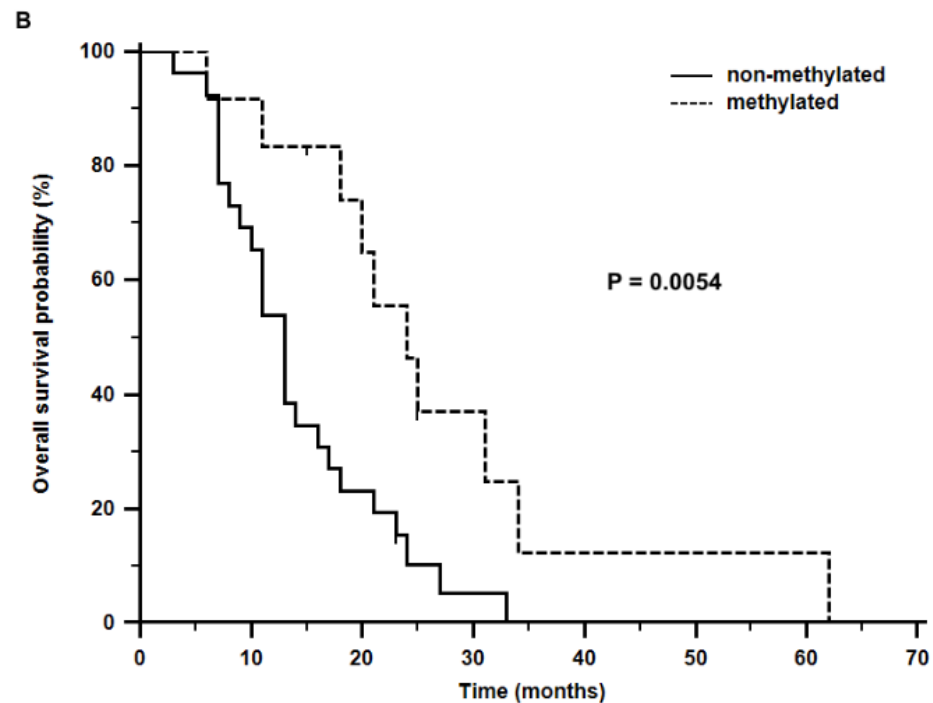 B
Overall survival probability (%)
100
80
60
40
20
0
non-methylated
methylated
P = 0.0054
0 10 20 30 40 50 60 70
Time (months)